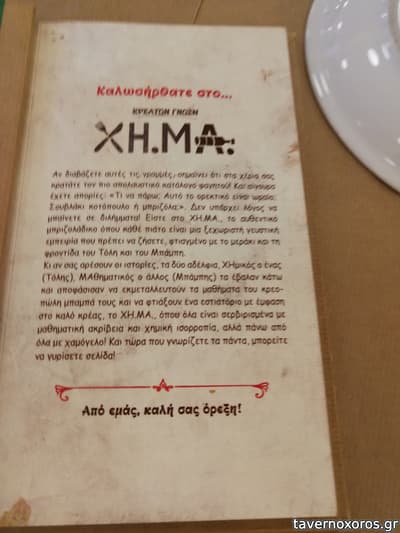 Καλωσήρθατε στο...
ΚΡΕΑΤΩΝ ΓΝΩΣΗ
ΧΗ.ΜΑ.
Αν διαβάζετε αυτές τις γραμμές, σημαίνει ότι στα χέρια σας
κρατάτε τον πιο απολαυστικό κατάλογο φαγητού! Και σίγουρα
έχετε απορίες: «Τι να πάρω; Αυτό το ορεκτικό είναι ωραίο;
Σουβλάκι κοτόπουλο ή μπριζόλα;». Δεν υπάρχει λόγος να
μπαίνετε σε διλήμματα! Είστε στο ΧΗ.ΜΑ., το αυθεντικό
μπριζολάδικο όπου κάθε πιάτο είναι μια ξεχωριστή γευστική
εμπειρία που πρέπει να ζήσετε, φτιαγμένο με το μεράκι και τη
φροντίδα του Τόλη και του Μπάμπη.
Κι αν σας αρέσουν οι ιστορίες, τα δύο αδέλφια, ΧΗμικός ο ένας
(Τόλης), ΜΑθηματικός ο άλλος (Μπάμπης) τα έβαλαν κάτω
και αποφάσισαν να εκμεταλλευτούν τα μαθήματα του κρεο-
πώλη μπαμπά τους και να φτιάξουν ένα εστιατόριο με έμφαση
στο καλό κρέας, το ΧΗ.ΜΑ., όπου όλα είναι σερβιρισμένα με
μαθηματική ακρίβεια και χημική ισορροπία, αλλά πάνω από
όλα με χαμόγελο! Και τώρα που γνωρίζετε τα πάντα, μπορείτε
να γυρίσετε σελίδα!
Από εμάς, καλή σας όρεξη!
tavernoxoros.gr